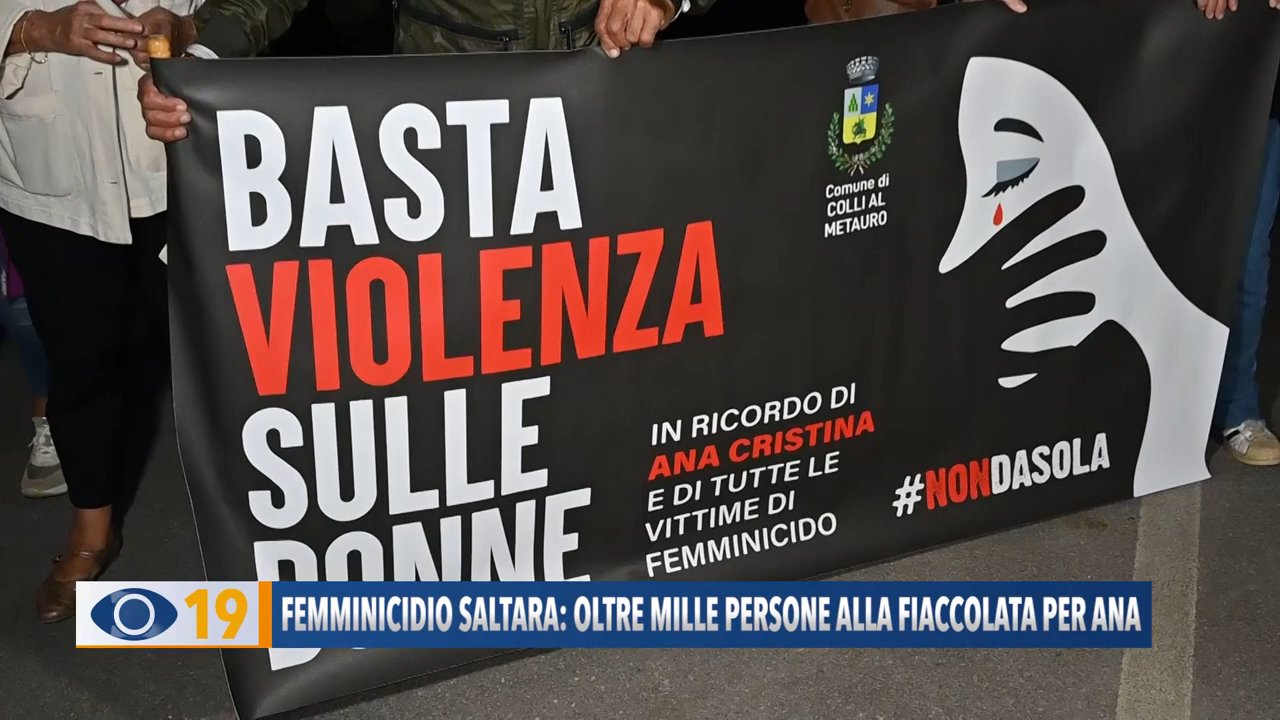 BASTA
VIOLENZA
SULLE
DONNE
IN RICORDO DI
ANA CRISTINA
E DI TUTTE LE
VITTIME DI
FEMMINICIDO
Comune di
COLLI AL
METAURO
#NONDASOLA
19
FEMMINICIDIO SALTARA: OLTRE MILLE PERSONE ALLA FIACCOLATA PER ANA